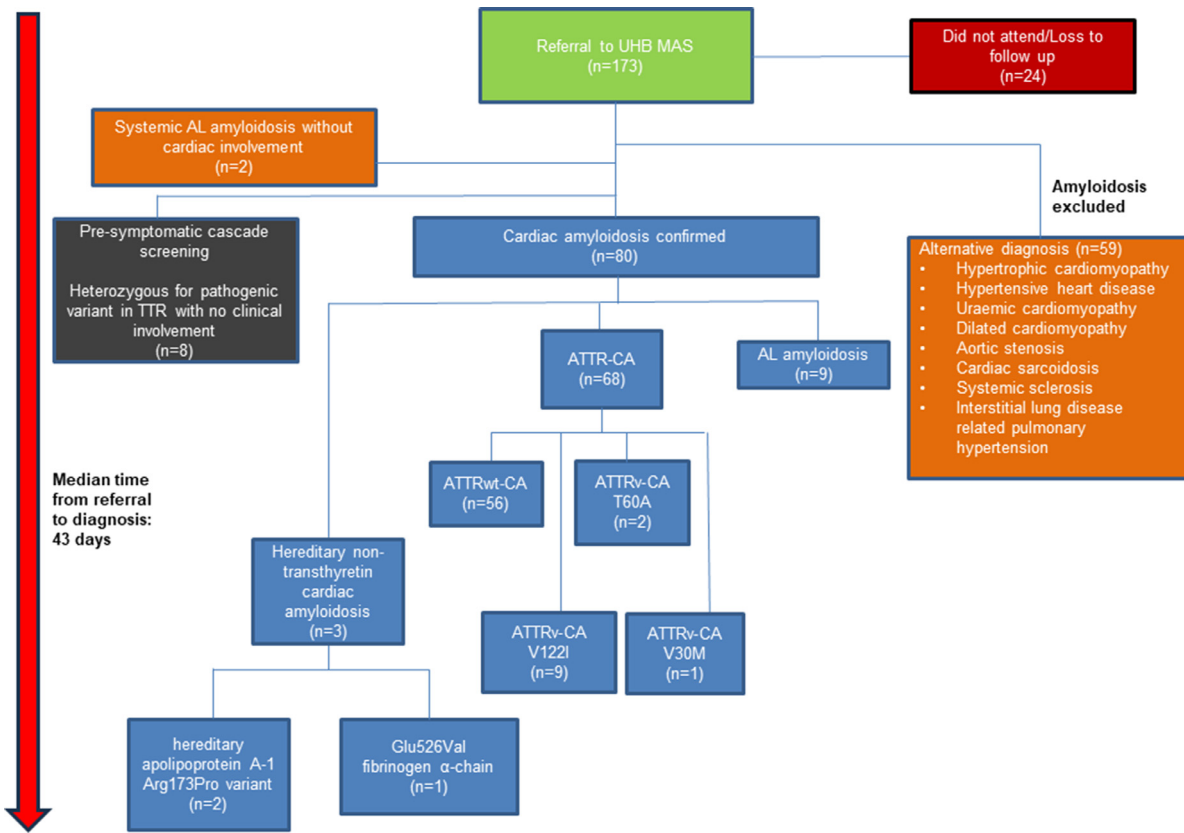 Referral to UHB MAS
(n=173)
Did not attend/Loss to
follow up
(n=24)
Systemic AL amyloidosis without
cardiac involvement
(n=2)
Amyloidosis
excluded
Pre-symptomatic cascade
screening
Heterozygous for pathogenic
variant in TTR with no clinical
involvement
(n=8)
Cardiac amyloidosis confirmed
(n=80)
Alternative diagnosis (n=59)
• Hypertrophic cardiomyopathy
• Hypertensive heart disease
• Uraemic cardiomyopathy
• Dilated cardiomyopathy
• Aortic stenosis
• Cardiac sarcoidosis
• Systemic sclerosis
• Interstitial lung disease
related pulmonary
hypertension
ATTR-CA
(n=68)
AL amyloidosis
(n=9)
Median time
from referral
to diagnosis:
43 days
ATTRwt-CA
(n=56)
ATTRv-CA
T60A
(n=2)
Hereditary non-
transthyretin
cardiac
amyloidosis
(n=3)
ATTRv-CA
V122I
(n=9)
ATTRv-CA
V30M
(n=1)
hereditary
apolipoprotein A-1
Arg173Pro variant
(n=2)
Glu526Val
fibrinogen α-chain
(n=1)